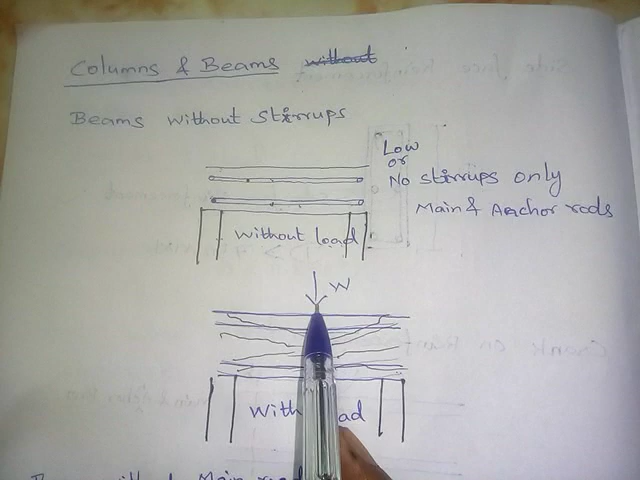 Columns & Beams without
Beams without Stirrups
Low
or
No stirrups only
Main & Anchor rods
Without load
W
With
ad